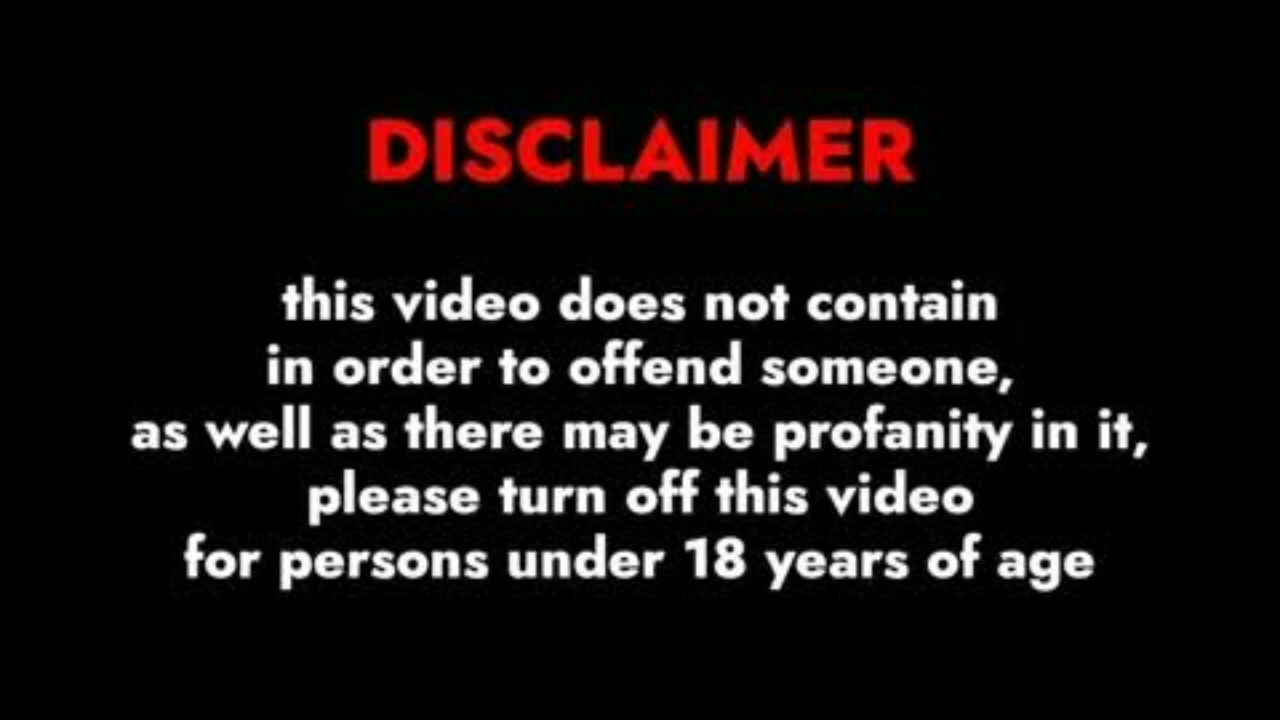 DISCLAIMER
this video does not contain
in order to offend someone,
as well as there may be profanity in it,
please turn off this video
for persons under 18 years of age